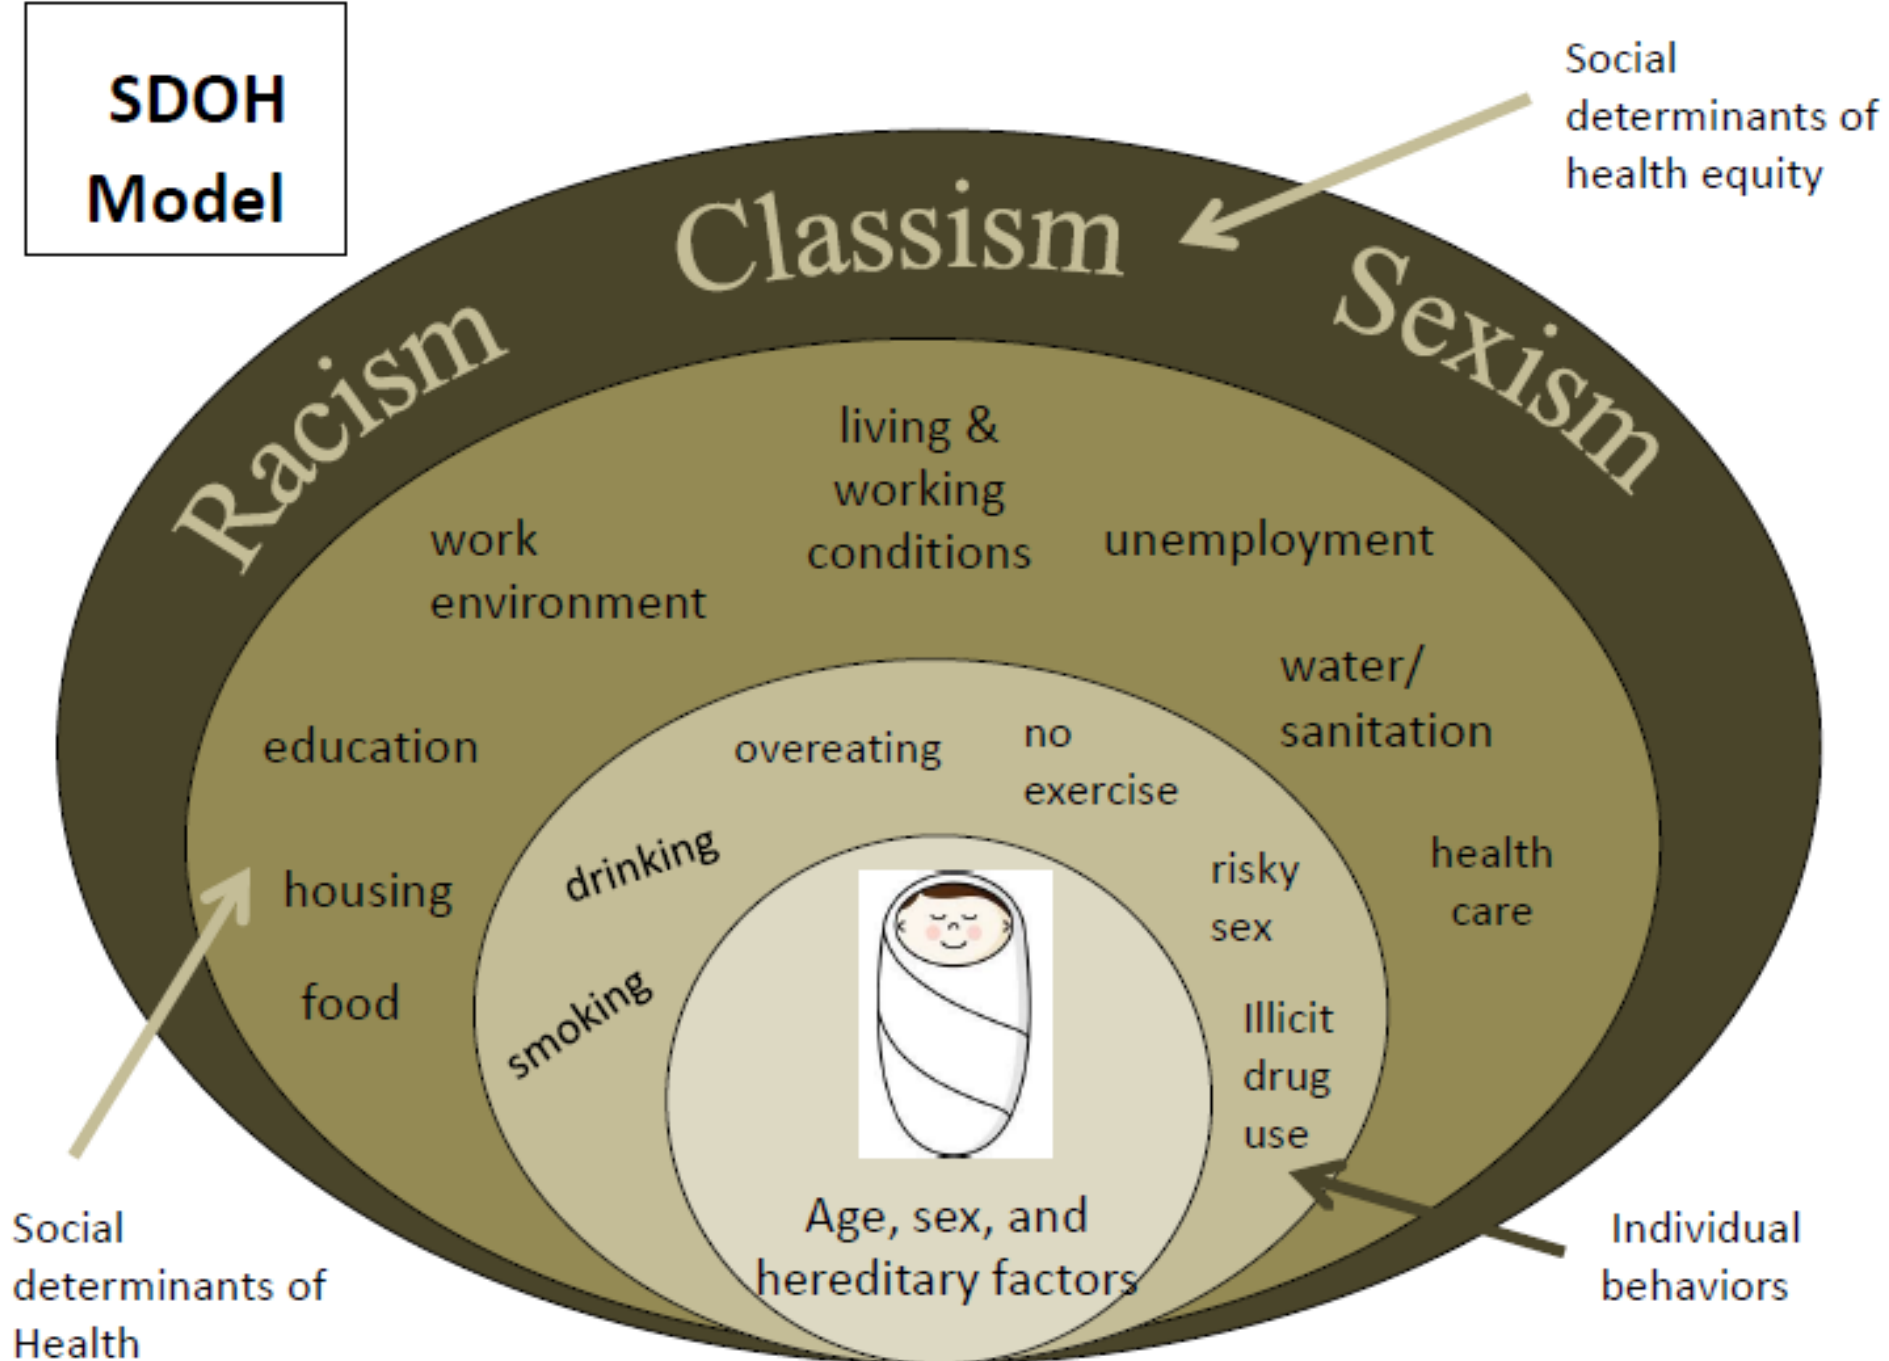 SDOH
Model
Social
determinants of
health equity
Racism
Classism
Sexism
living &
working
conditions
work
environment
unemployment
water/
sanitation
education
housing
food
health
care
overeating
no
exercise
drinking
smoking
risky
sex
Illicit
drug
use
Age, sex, and
hereditary factors
Social
determinants of
Health
Individual
behaviors